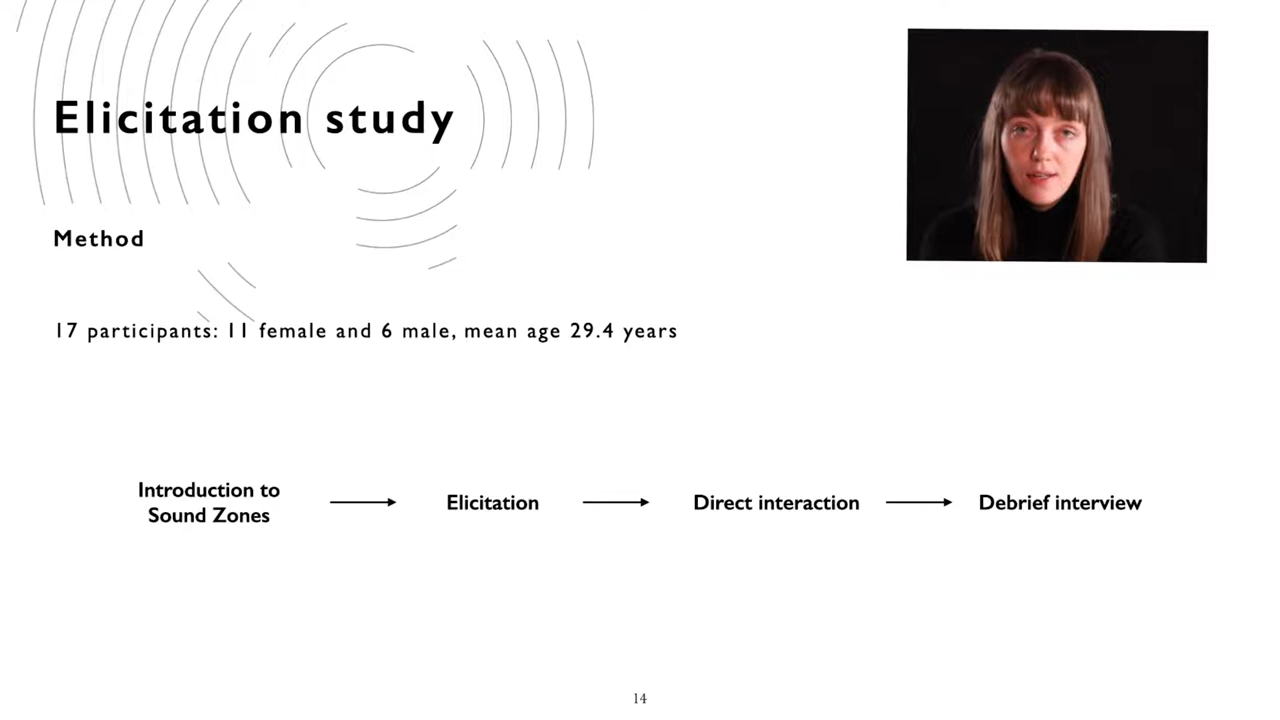 Elicitation study
Method
17 participants: 11 female and 6 male, mean age 29.4 years
Introduction to
Sound Zones
Elicitation
Direct interaction
Debrief interview
14